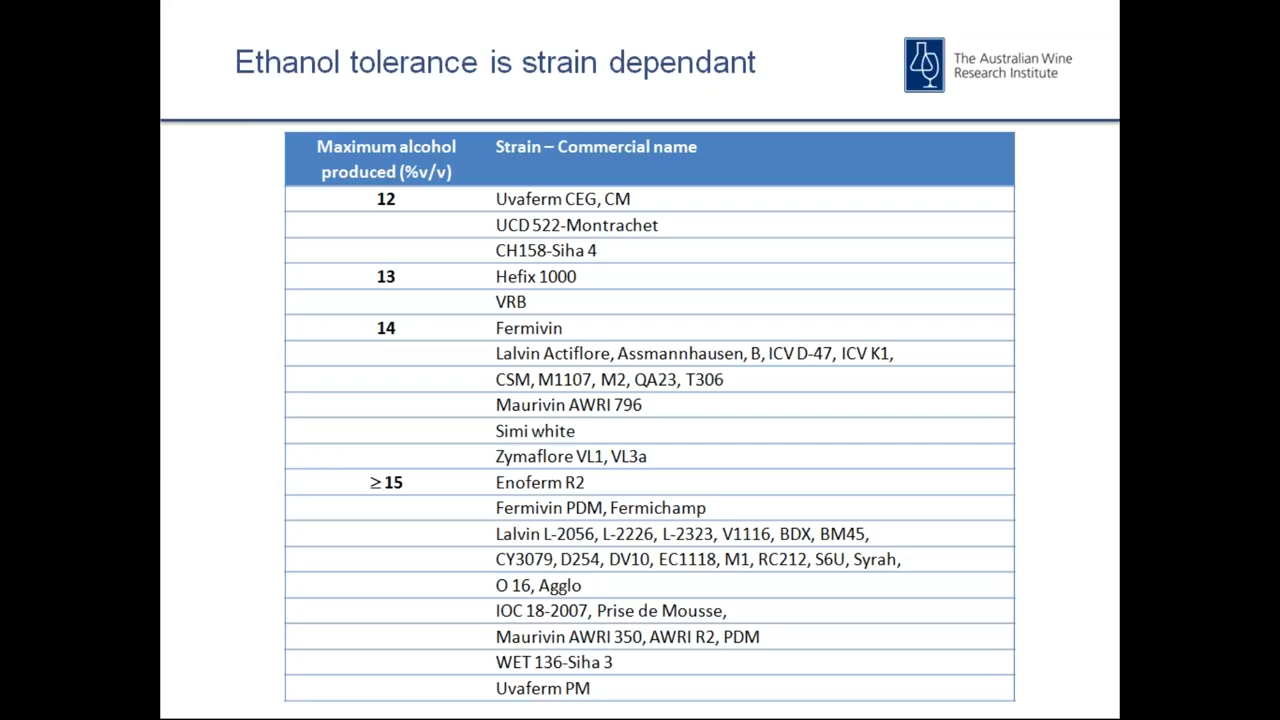 Ethanol tolerance is strain dependant
The Australian Wine
Research Institute
Maximum alcohol
produced (%v/v)
Strain – Commercial name
12 Uvaferm CEG, CM
UCD 522-Montrachet
CH158-Siha 4
13 Hefix 1000
VRB
14 Fermivin
Lalvin Actiflore, Assmannhausen, B, ICV D-47, ICV K1,
CSM, M1107, M2, QA23, T306
Maurivin AWRI 796
Simi white
Zymaflore VL1, VL3a
≥ 15 Enoferm R2
Fermivin PDM, Fermichamp
Lalvin L-2056, L-2226, L-2323, V1116, BDX, BM45,
CY3079, D254, DV10, EC1118, M1, RC212, S6U, Syrah,
O 16, Agglo
IOC 18-2007, Prise de Mousse,
Maurivin AWRI 350, AWRI R2, PDM
WET 136-Siha 3
Uvaferm PM